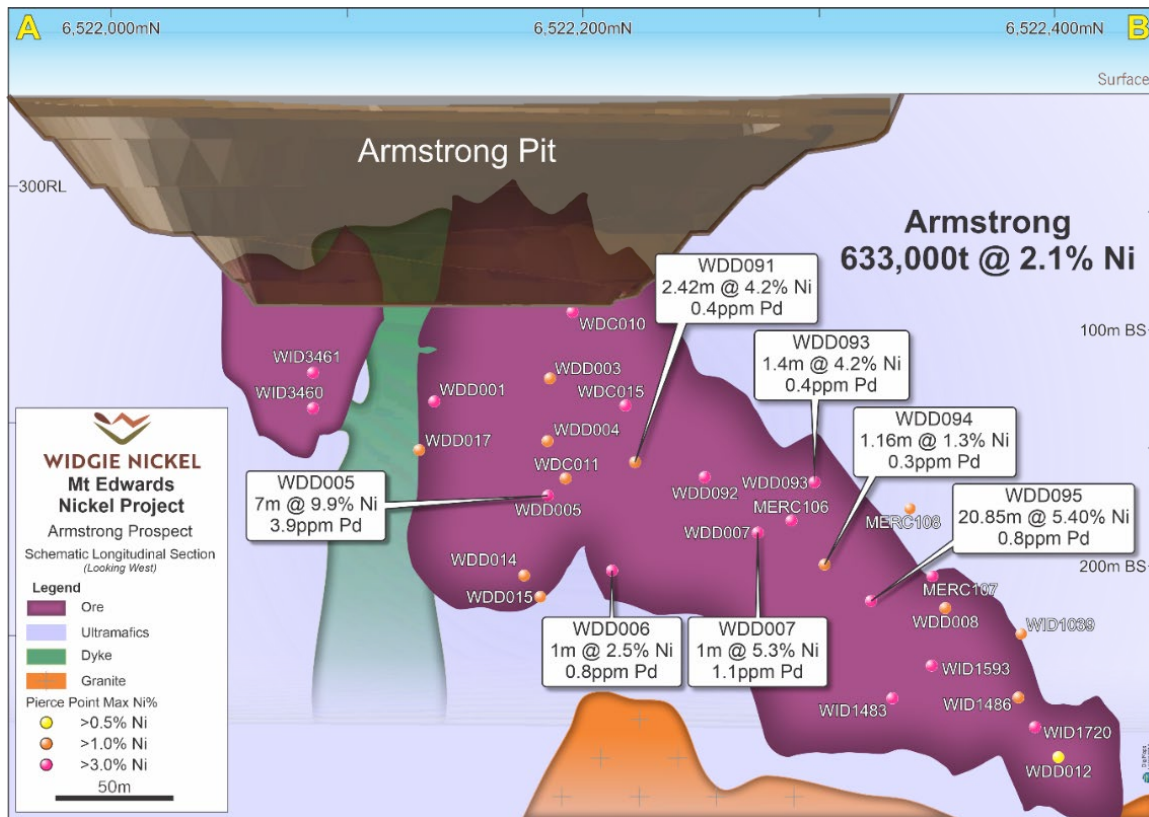 A
6,522,000mN
6,522,200mN
6,522,400mN
B
Surface
Armstrong Pit
300RL
Armstrong
633,000t @ 2.1% Ni
WDD091
2.42m @ 4.2% Ni
0.4ppm Pd
WDC010
100m BS
WDD093
1.4m @ 4.2% Ni
0.4ppm Pd
WID3461
WID3460
WDD003
WDD001
WDC015
WDD094
1.16m @ 1.3% Ni
0.3ppm Pd
WDD017
WDD004
WDC011
WDD005
WDD005
7m @ 9.9% Ni
3.9ppm Pd
WDD092
WDD093
MERC106
WDD007
MERC108
WDD095
20.85m @ 5.40% Ni
0.8ppm Pd
200m BS
WDD014
WDD015
MERC107
WDD008
WID1039
WDD006
1m @ 2.5% Ni
0.8ppm Pd
WDD007
1m @ 5.3% Ni
1.1ppm Pd
WID1593
WID1483
WID1486
WID1720
WDD012
WIDGIE NICKEL
Mt Edwards
Nickel Project
Armstrong Prospect
Schematic Longitudinal Section
(Looking West)
Legend
Ore
Ultramafics
Dyke
Granite
Pierce Point Max Ni%
>0.5% Ni
>1.0% Ni
>3.0% Ni
50m